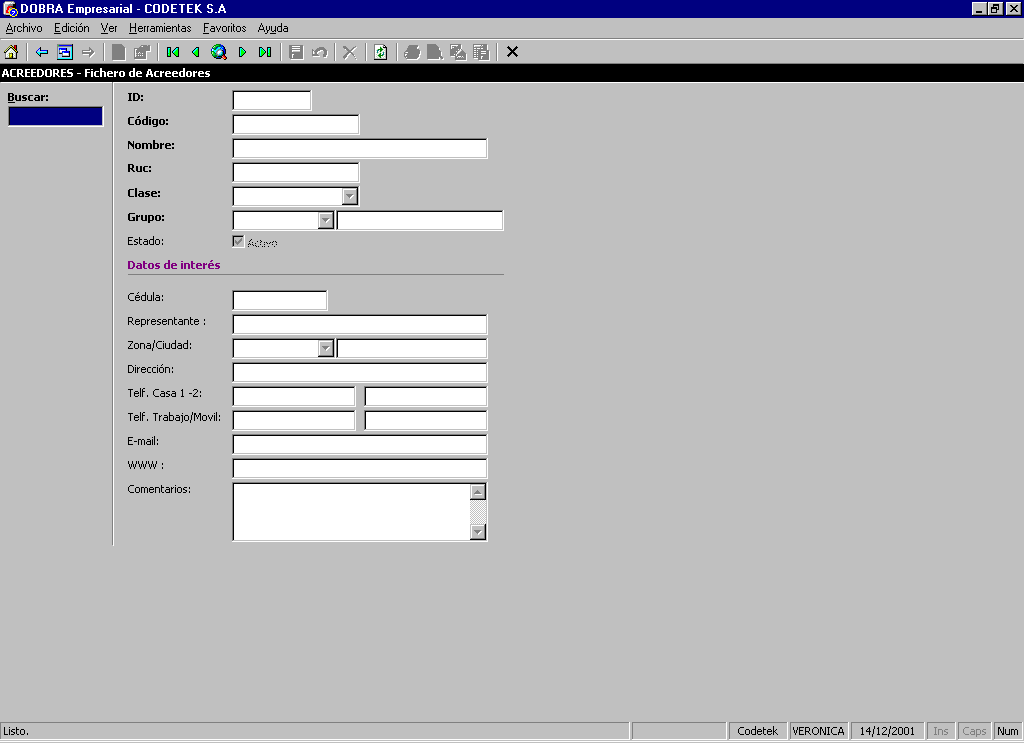 DOBRA Empresarial - CODETEK S.A
Archivo Edición Ver Herramientas Favoritos Ayuda
ACREEDORES - Fichero de Acreedores
Buscar:
ID:
Código:
Nombre:
Ruc:
Clase:
Grupo:
Estado: Activo
Datos de interés
Cédula:
Representante :
Zona/Ciudad:
Dirección:
Telf. Casa 1 -2:
Telf. Trabajo/Movil:
E-mail:
WWW :
Comentarios:
Listo. Codetek VERONICA 14/12/2001 Ins Caps Num